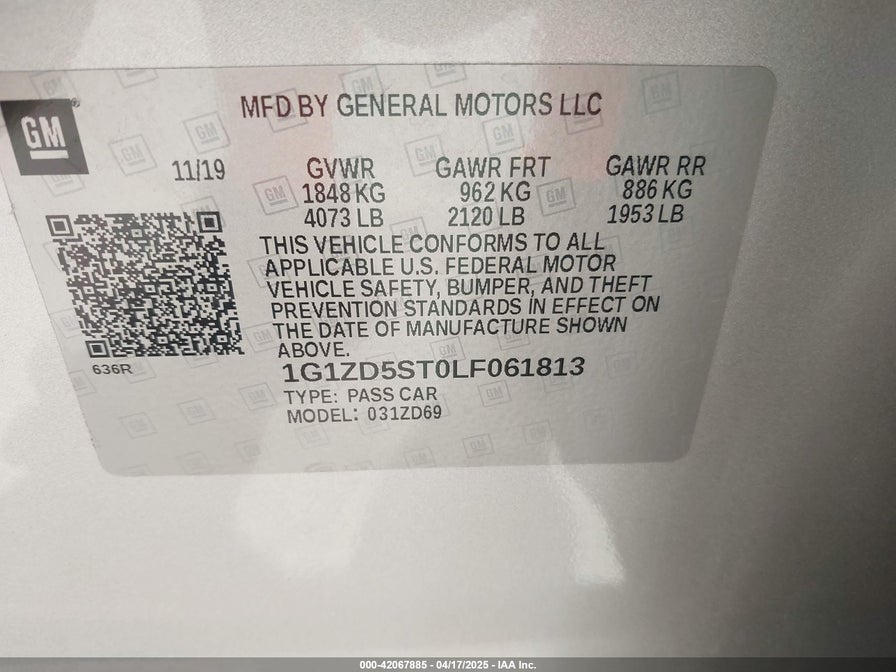 GM
MFD BY GENERAL MOTORS LLC
11/19 GVWR GAWR FRT GAWR RR
1848 KG 962 KG 886 KG
4073 LB 2120 LB 1953 LB
THIS VEHICLE CONFORMS TO ALL
APPLICABLE U.S. FEDERAL MOTOR
VEHICLE SAFETY, BUMPER, AND THEFT
PREVENTION STANDARDS IN EFFECT ON
THE DATE OF MANUFACTURE SHOWN
ABOVE.
636R
1G1ZD5ST0LF061813
TYPE: PASS CAR
MODEL: 031ZD69
000-42067885 - 04/17/2025 - IAA Inc.